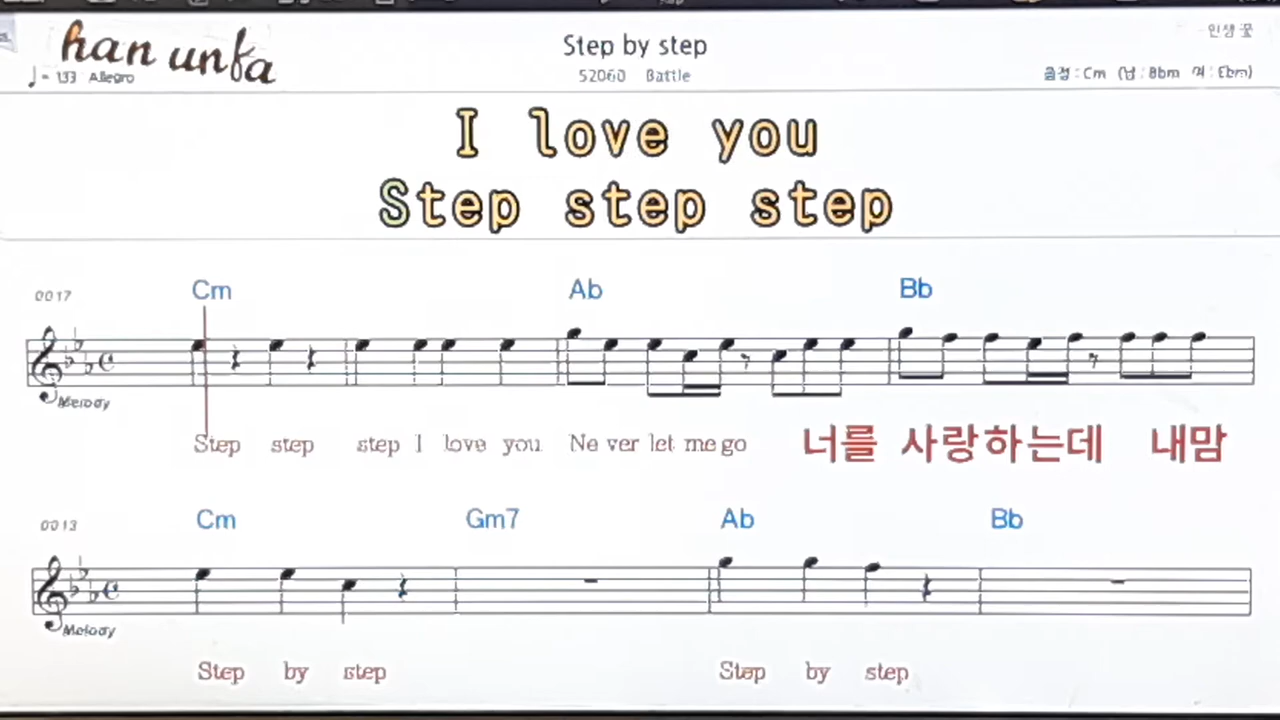 han unfa
♩= 133 Allegro
Step by step
52060 Battle
인생 꽃
음정 : Cm (남 : Bbm 여 : Ebm)
I love you
Step step step
0017
Cm Ab Bb
Melody
Step step step I love you Ne ver let me go 너를 사랑하는데 내맘
0013
Cm Gm7 Ab Bb
Melody
Step by step Step by step